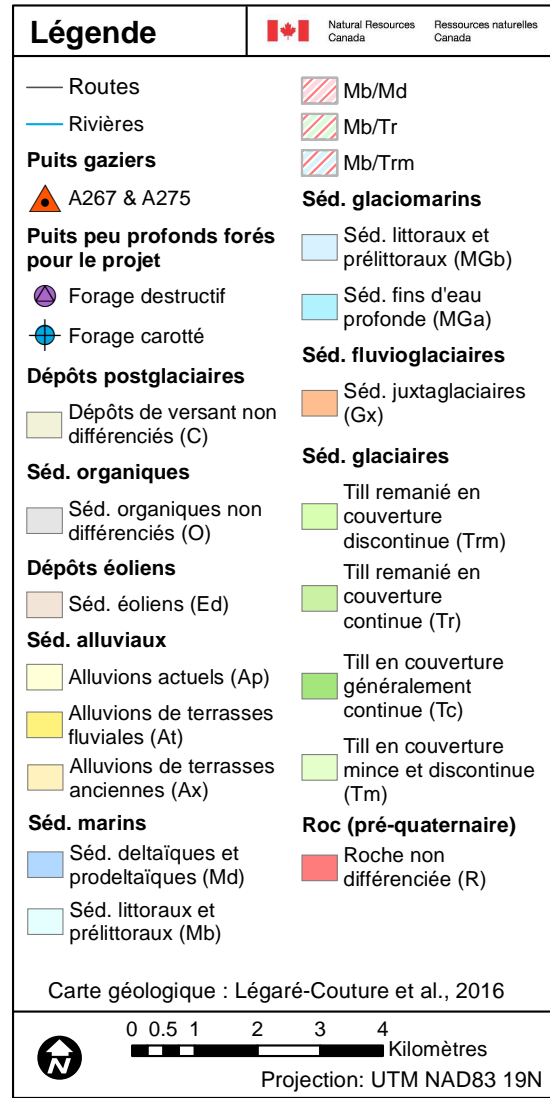 Légende
Natural Resources
Canada
Ressources naturelles
Canada
Routes
Rivières
Puits gaziers
A267 & A275
Puits peu profonds forés
pour le projet
Forage destructif
Forage carotté
Dépôts postglaciaires
Dépôts de versant non
différenciés (C)
Séd. organiques
Séd. organiques non
différenciés (O)
Dépôts éoliens
Séd. éoliens (Ed)
Séd. alluviaux
Alluvions actuels (Ap)
Alluvions de terrasses
fluviales (At)
Alluvions de terrasses
anciennes (Ax)
Séd. marins
Séd. deltaïques et
prodeltaïques (Md)
Séd. littoraux et
prélittoraux (Mb)
Mb/Md
Mb/Tr
Mb/Trm
Séd. glaciomarins
Séd. littoraux et
prélittoraux (MGb)
Séd. fins d'eau
profonde (MGa)
Séd. fluvioglaciaires
Séd. juxtaglaciaires
(Gx)
Séd. glaciaires
Till remanié en
couverture
discontinue (Trm)
Till remanié en
couverture
continue (Tr)
Till en couverture
généralement
continue (Tc)
Till en couverture
mince et discontinue
(Tm)
Roc (pré-quaternaire)
Roche non
différenciée (R)
Carte géologique : Légaré-Couture et al., 2016
N
0 0.5 1 2 3 4
Kilomètres
Projection: UTM NAD83 19N